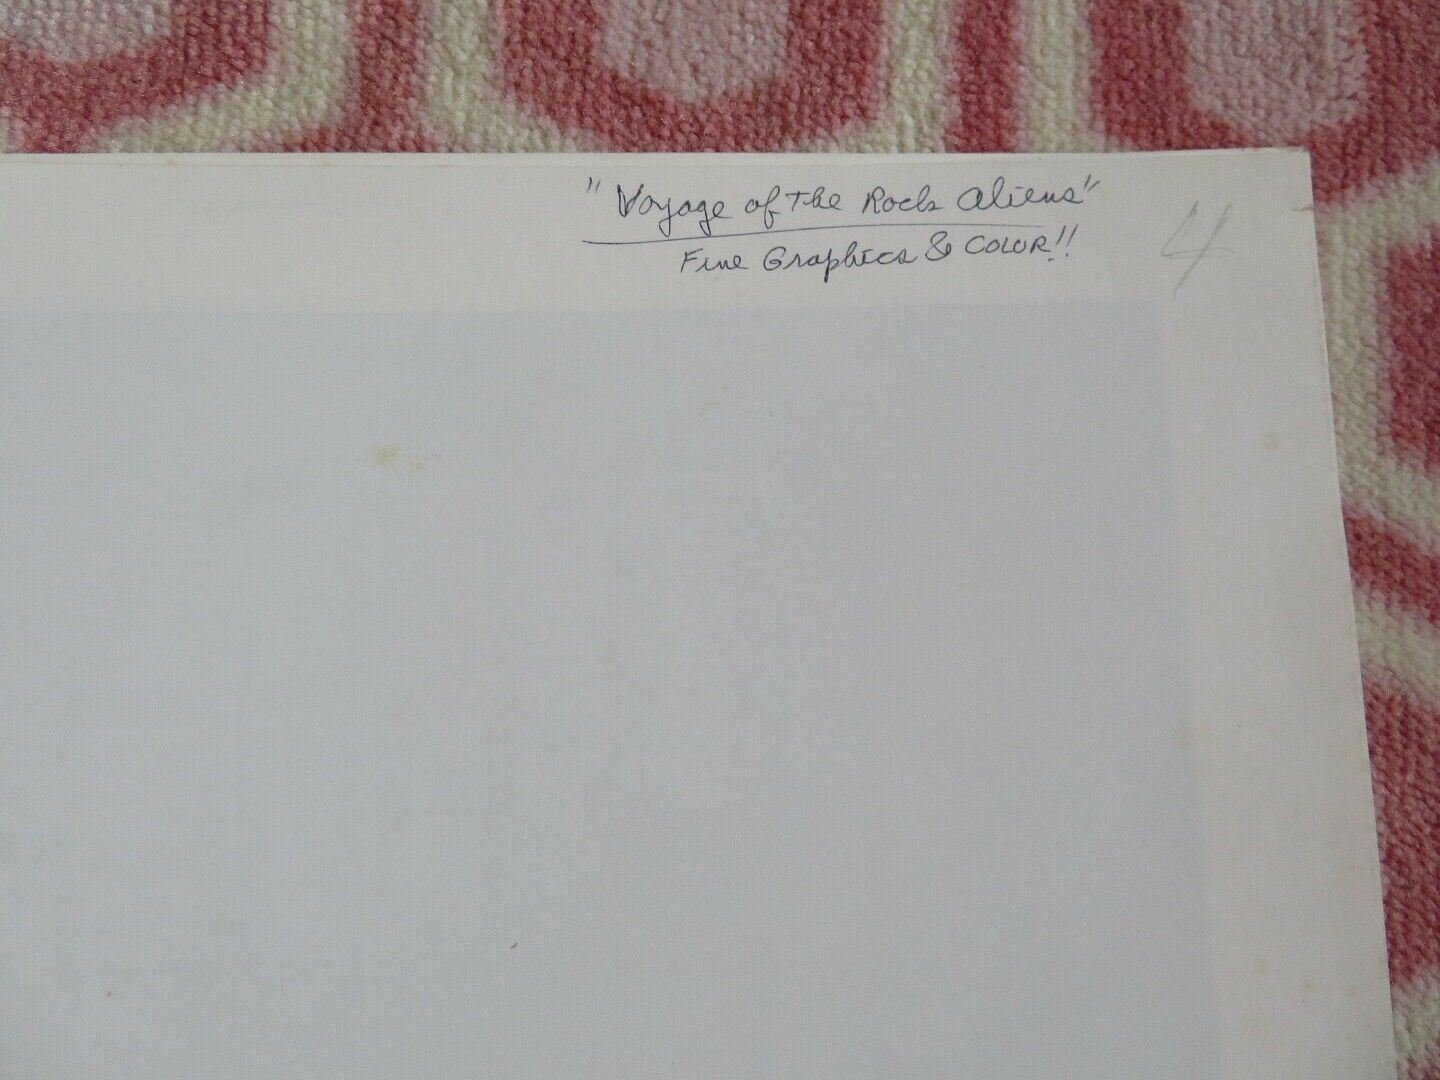 "Voyage of the Rock Aliens" 4
Fine Graphics & COLOR!!